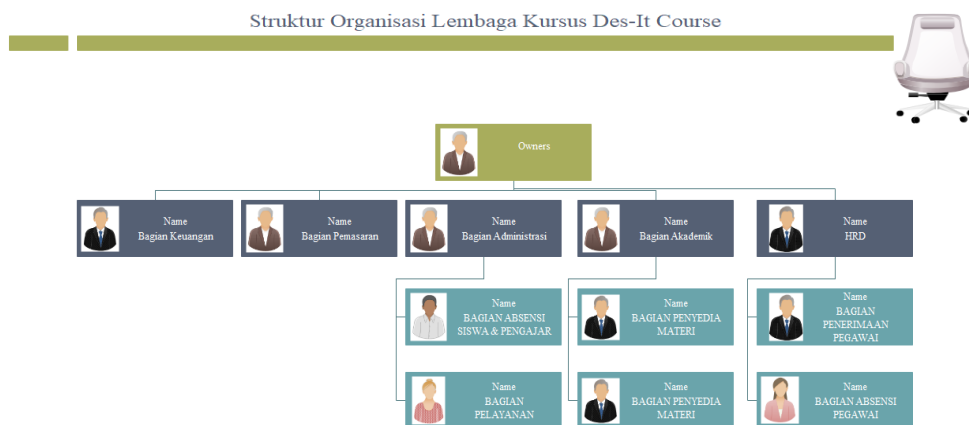 Struktur Organisasi Lembaga Kursus Des-It Course
Owners
Name
Bagian Keuangan
Name
Bagian Pemasaran
Name
Bagian Administrasi
Name
Bagian Akademik
Name
HRD
Name
BAGIAN ABSENSI
SISWA & PENGAJAR
Name
BAGIAN PENYEDIA
MATERI
Name
BAGIAN
PENERIMAAN
PEGAWAI
Name
BAGIAN
PELAYANAN
Name
BAGIAN PENYEDIA
MATERI
Name
BAGIAN ABSENSI
PEGAWAI